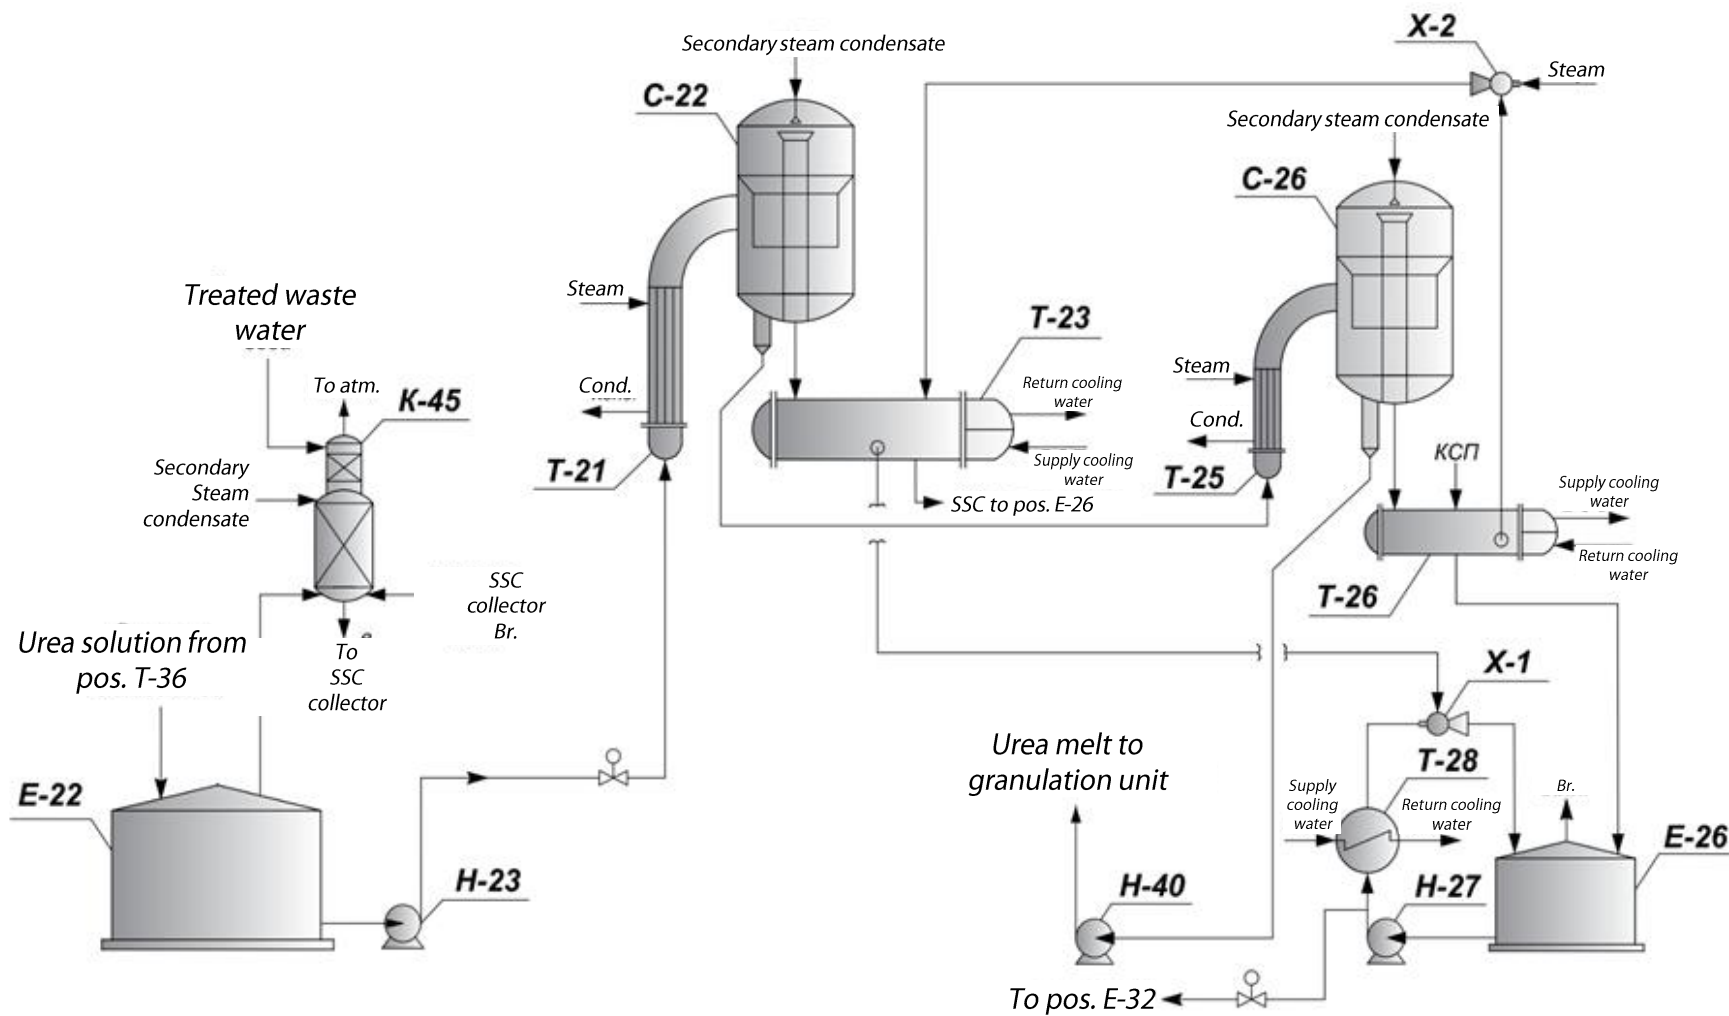 X-2
Secondary steam condensate
Steam
C-22
Secondary steam condensate
C-26
Steam
Treated waste
water
T-23
To atm.
K-45
Cond.
Return cooling
water
Steam
Cond.
Secondary
Steam
condensate
T-21
Supply cooling
water
SSC to pos. E-26
T-25
КСП
Supply cooling
water
Return cooling
water
T-26
SSC
collector
Br.
Urea solution from
pos. T-36
To
SSC
collector
X-1
Urea melt to
granulation unit
T-28
Supply
cooling
water
Return cooling
water
Br.
E-22
E-26
H-23
H-40
H-27
To pos. E-32